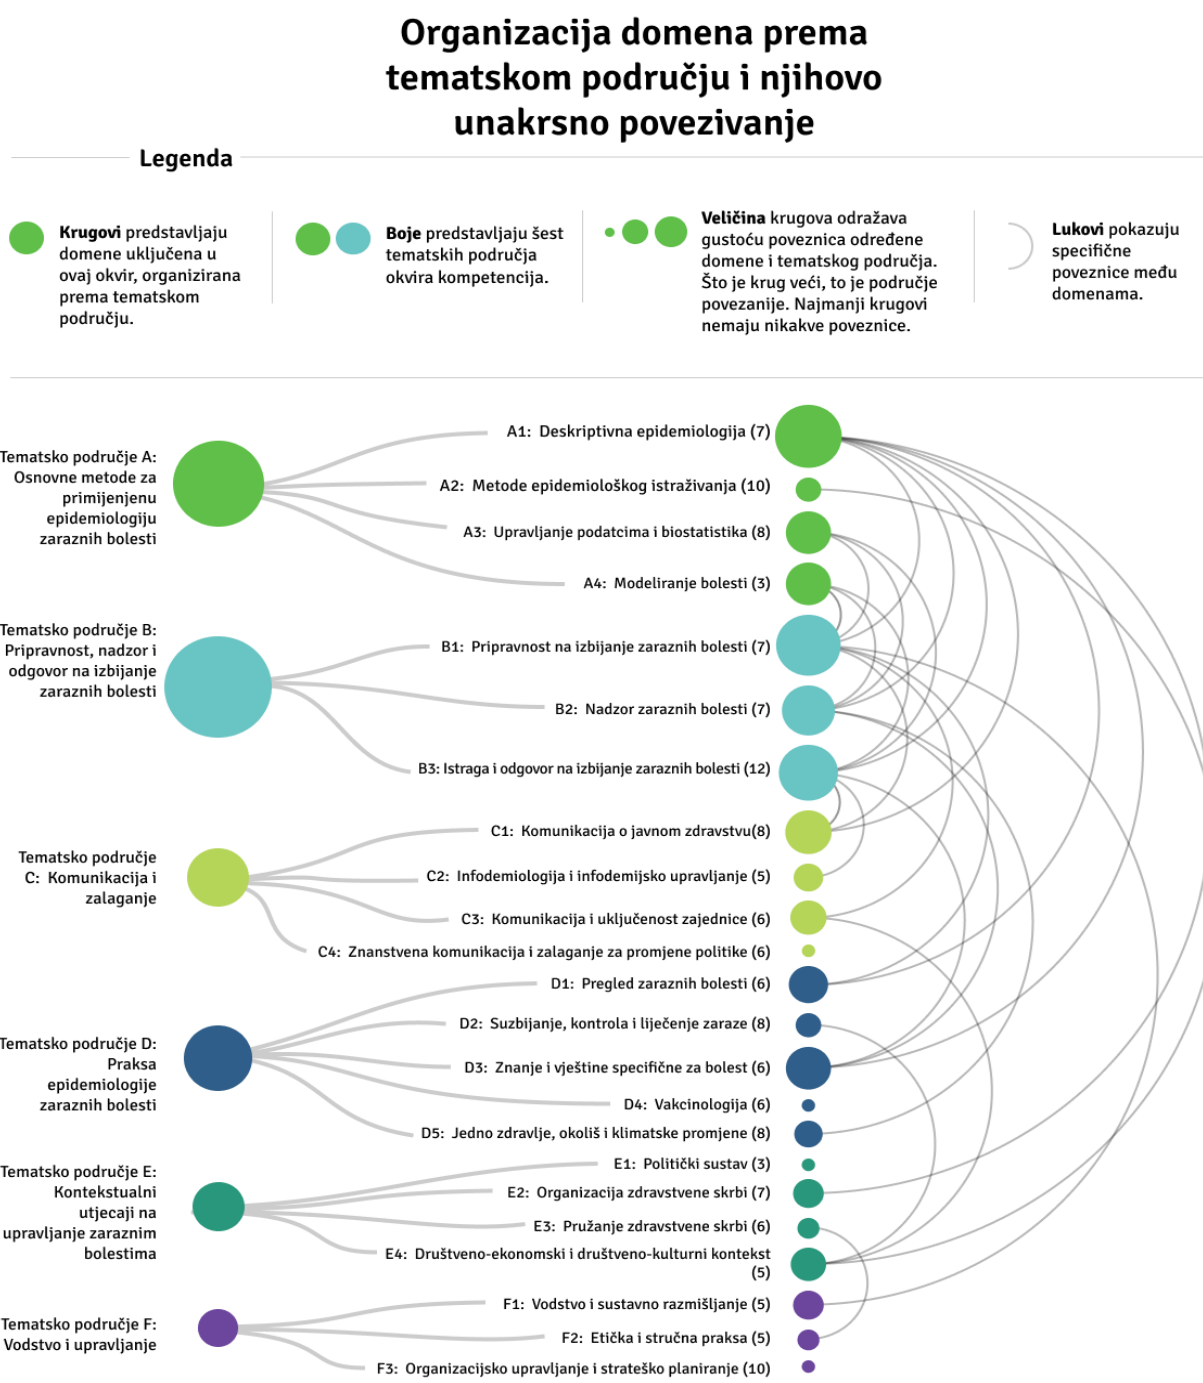 Organizacija domena prema
tematskom području i njihovo
unakrsno povezivanje
Legenda
Krugovi predstavljaju
domene uključena u
ovaj okvir, organizirana
prema tematskom
području.
Boje predstavljaju šest
tematskih područja
okvira kompetencija.
Veličina krugova odražava
gustoću poveznica određene
domene i tematskog područja.
Što je krug veći, to je područje
povezanije. Najmanji krugovi
nemaju nikakve poveznice.
Lukovi pokazuju
specifične
poveznice među
domenama.
Tematsko područje A:
Osnovne metode za
primijenjenu
epidemiologiju
zaraznih bolesti
A1: Deskriptivna epidemiologija (7)
A2: Metode epidemiološkog istraživanja (10)
A3: Upravljanje podatcima i biostatistika (8)
A4: Modeliranje bolesti (3)
Tematsko područje B:
Pripravnost, nadzor i
odgovor na izbijanje
zaraznih bolesti
B1: Pripravnost na izbijanje zaraznih bolesti (7)
B2: Nadzor zaraznih bolesti (7)
B3: Istraga i odgovor na izbijanje zaraznih bolesti (12)
Tematsko područje
C: Komunikacija i
zalaganje
C1: Komunikacija o javnom zdravstvu(8)
C2: Infodemiologija i infodemijsko upravljanje (5)
C3: Komunikacija i uključenost zajednice (6)
C4: Znanstvena komunikacija i zalaganje za promjene politike (6)
Tematsko područje D:
Praksa
epidemiologije
zaraznih bolesti
D1: Pregled zaraznih bolesti (6)
D2: Suzbijanje, kontrola i liječenje zaraze (8)
D3: Znanje i vještine specifične za bolest (6)
D4: Vakcinologija (6)
D5: Jedno zdravlje, okoliš i klimatske promjene (8)
Tematsko područje E:
Kontekstualni
utjecaji na
upravljanje zaraznim
bolestima
E1: Politički sustav (3)
E2: Organizacija zdravstvene skrbi (7)
E3: Pružanje zdravstvene skrbi (6)
E4: Društveno-ekonomski i društveno-kulturni kontekst
(5)
Tematsko područje F:
Vodstvo i upravljanje
F1: Vodstvo i sustavno razmišljanje (5)
F2: Etička i stručna praksa (5)
F3: Organizacijsko upravljanje i strateško planiranje (10)